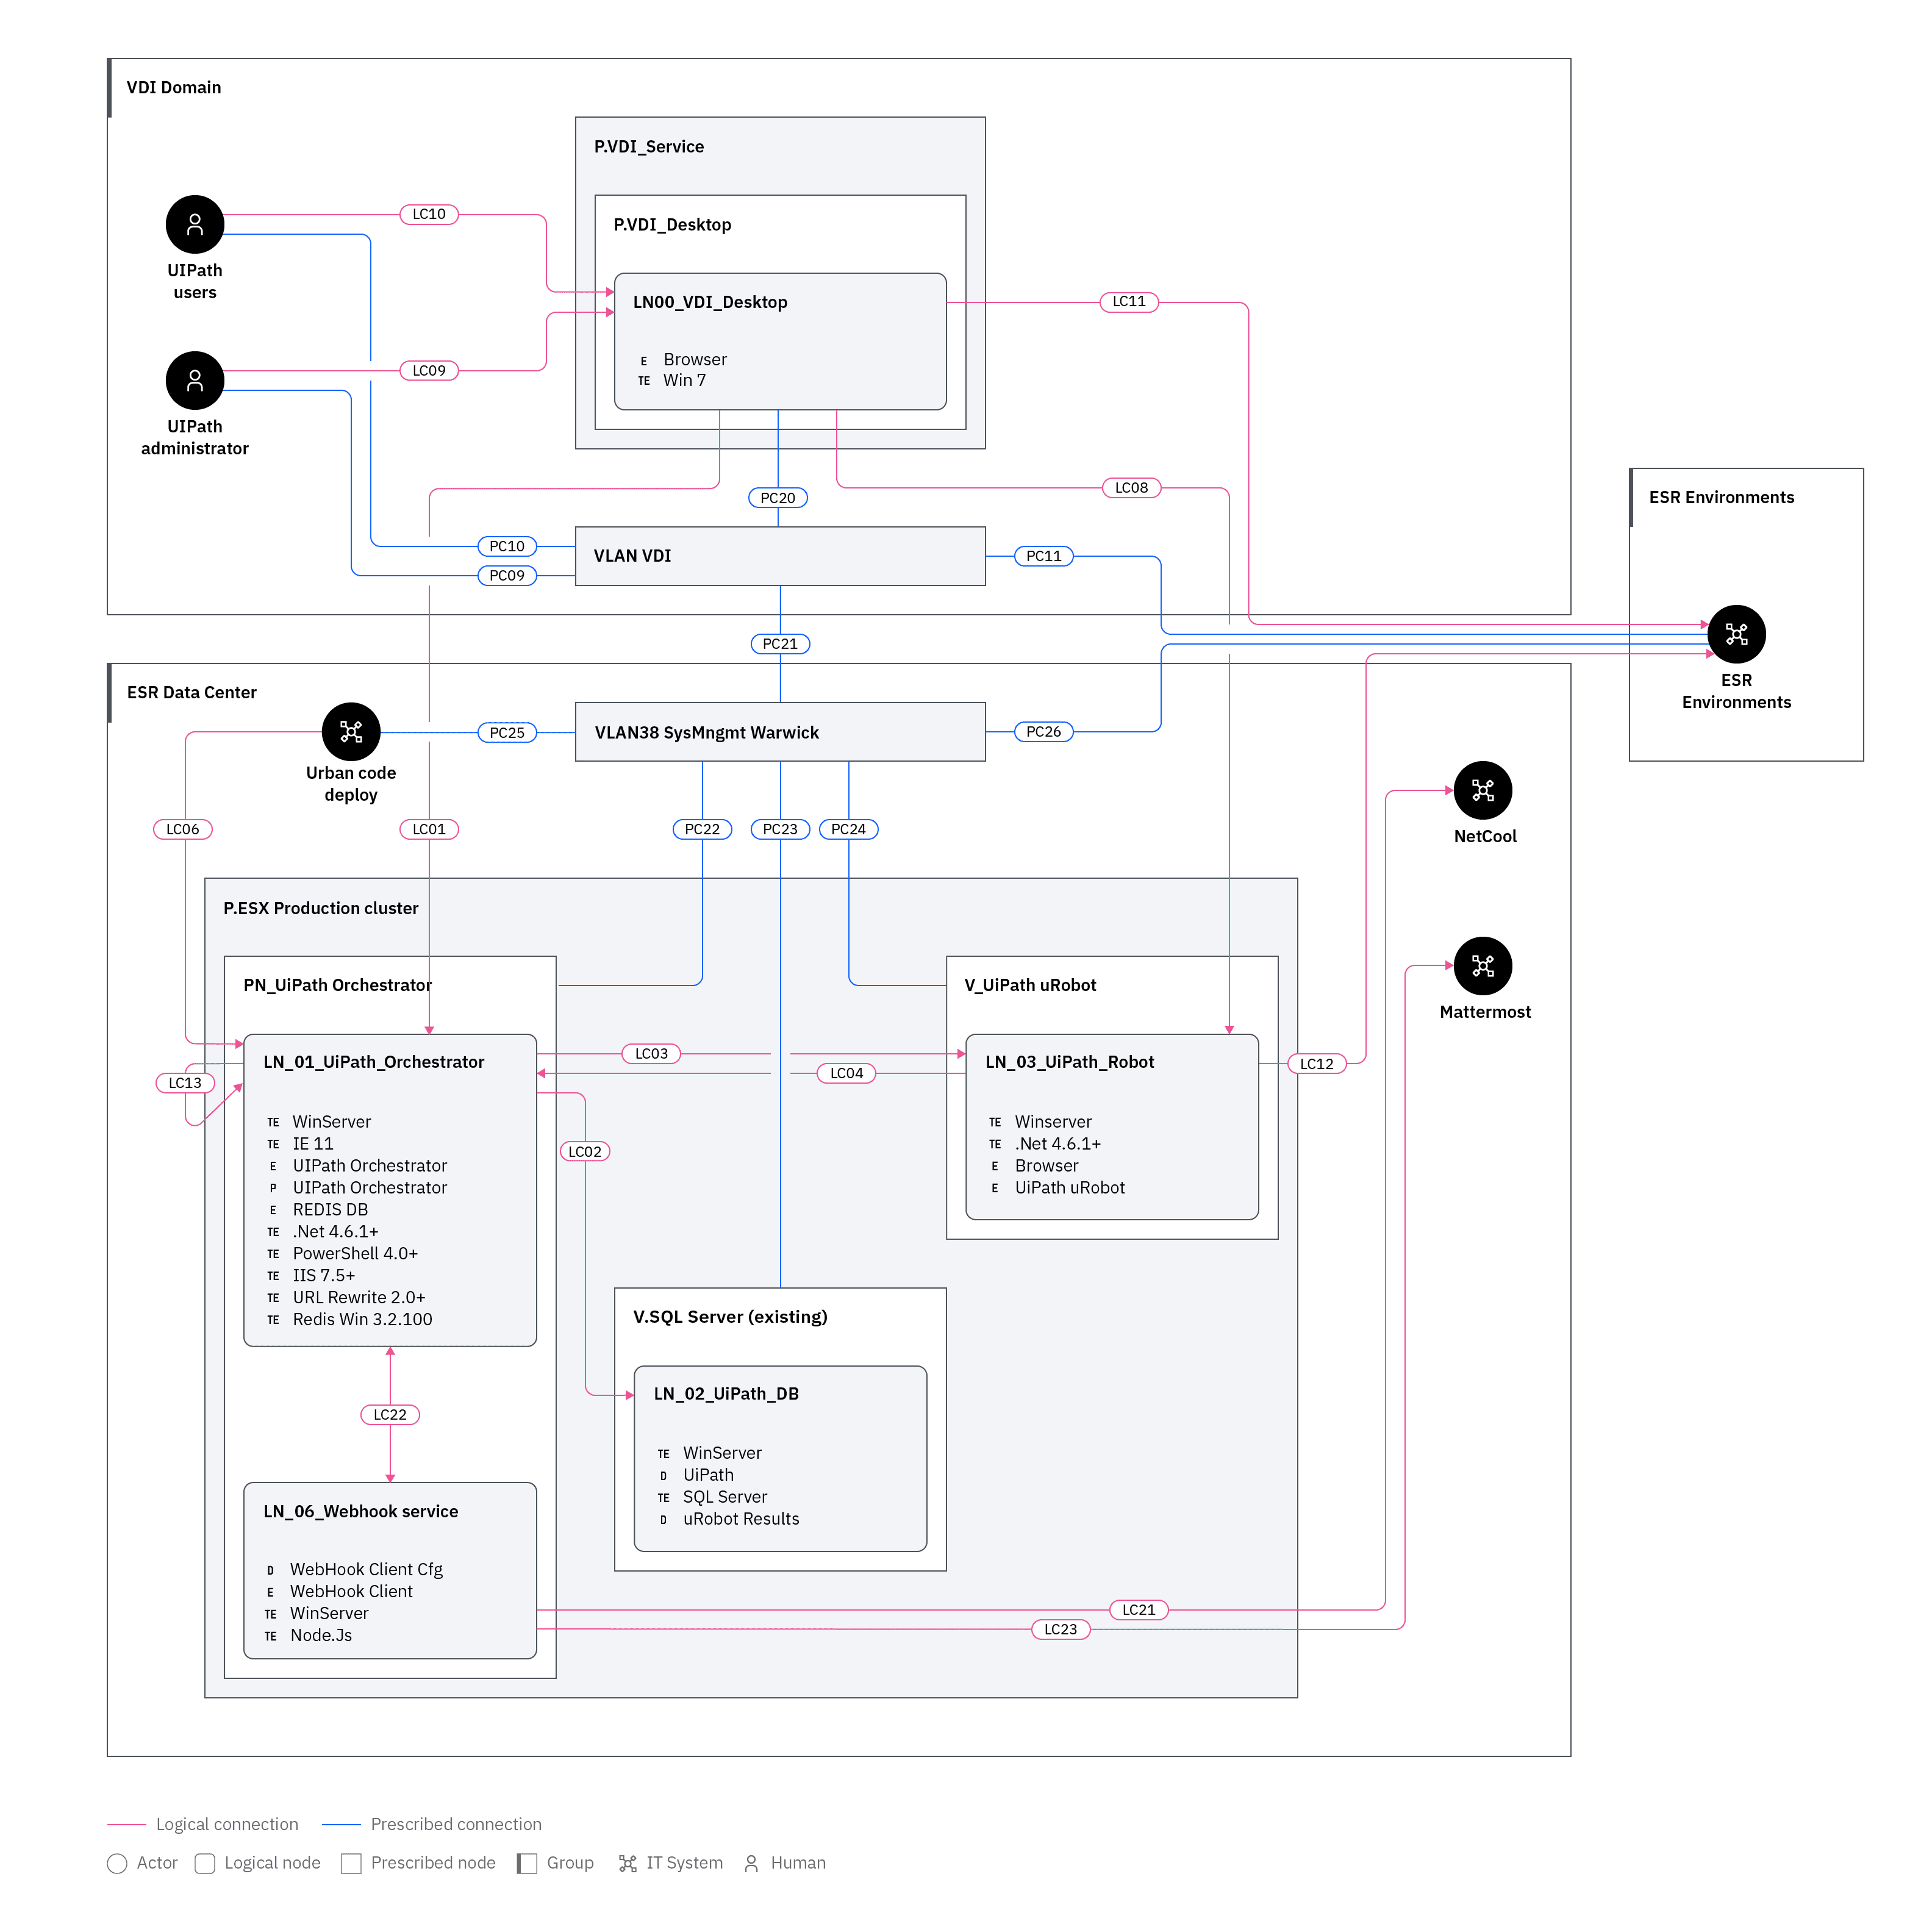 VDI Domain
P.VDI_Service
P.VDI_Desktop
LC10
UIPath
users
LN00_VDI_Desktop
LC11
E Browser
TE Win 7
LC09
UIPath
administrator
PC20
LC08
ESR Environments
PC10
VLAN VDI
PC11
PC09
PC21
ESR
Environments
ESR Data Center
PC25
VLAN38 SysMngmt Warwick
PC26
Urban code
deploy
LC06
LC01
PC22
PC23
PC24
NetCool
P.ESX Production cluster
PN_UiPath Orchestrator
V_UiPath uRobot
Mattermost
LN_01_UiPath_Orchestrator
LC03
LN_03_UiPath_Robot
LC12
LC13
LC04
TE WinServer
TE IE 11
E UIPath Orchestrator
P UIPath Orchestrator
E REDIS DB
TE .Net 4.6.1+
TE PowerShell 4.0+
TE IIS 7.5+
TE URL Rewrite 2.0+
TE Redis Win 3.2.100
LC02
TE Winserver
TE .Net 4.6.1+
E Browser
E UiPath uRobot
V.SQL Server (existing)
LN_02_UiPath_DB
LC22
TE WinServer
D UiPath
TE SQL Server
D uRobot Results
LN_06_Webhook service
D WebHook Client Cfg
E WebHook Client
TE WinServer
TE Node.Js
LC21
LC23
Logical connection Prescribed connection
Actor Logical node Prescribed node Group IT System Human